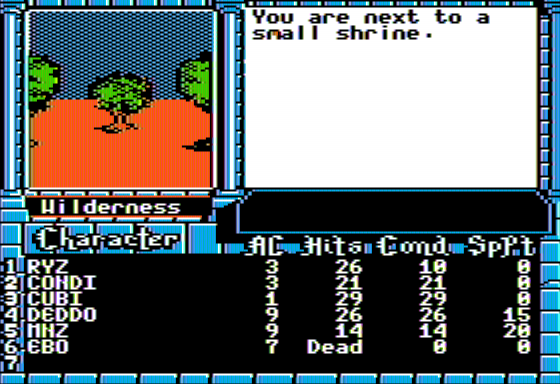 You are next to a
small shrine.
Wilderness
Character AC Hits Cond SpPt
1 RYZ 3 26 10 0
2 CONDI 3 21 21 0
3 CUBI 1 29 29 0
4 DEDDO 9 26 26 15
5 MNZ 9 14 14 20
6 EBO 7 Dead 0 0
7